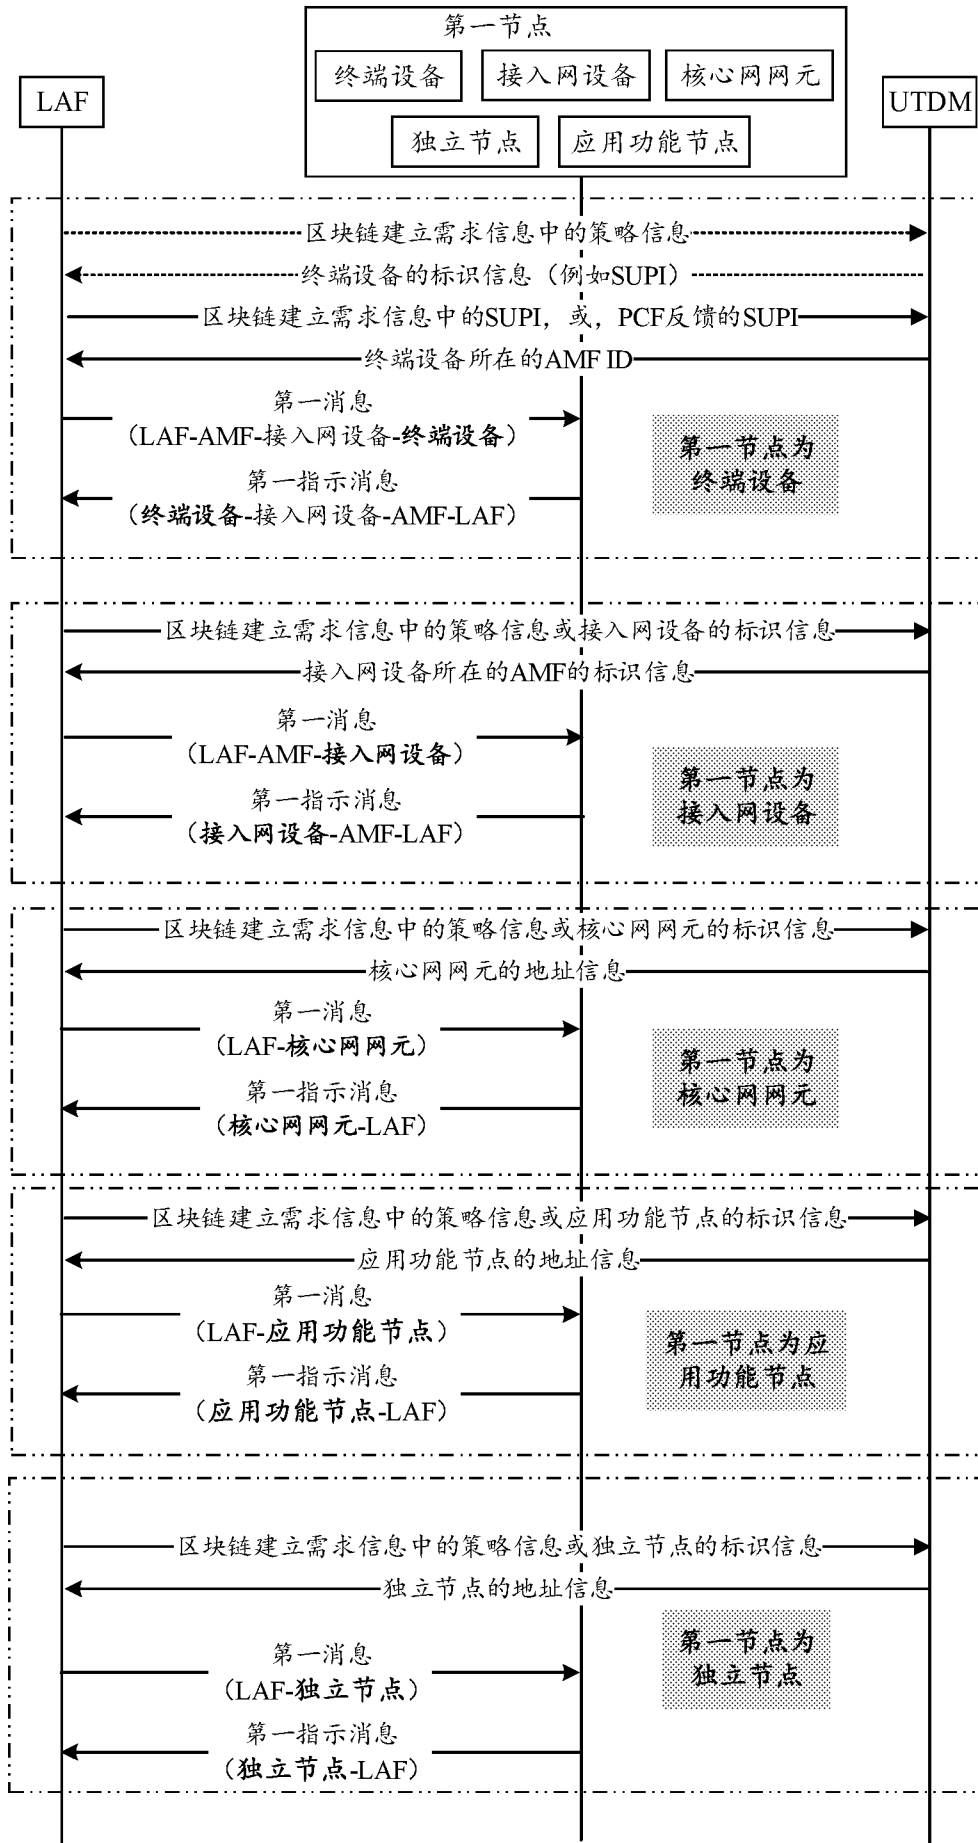 第一节点
终端设备
接入网设备
核心网网元
LAF
UTDM
独立节点
应用功能节点
区块链建立需求信息中的策略信息
终端设备的标识信息（例如SUPI）
区块链建立需求信息中的SUPI，或，PCF反馈的SUPI
终端设备所在的AMF ID
第一消息
（LAF-AMF-接入网设备-终端设备）
第一指示消息
（终端设备-接入网设备-AMF-LAF）
第一节点为
终端设备
区块链建立需求信息中的策略信息或接入网设备的标识信息
接入网设备所在的AMF的标识信息
第一消息
（LAF-AMF-接入网设备）
第一指示消息
（接入网设备-AMF-LAF）
第一节点为
接入网设备
区块链建立需求信息中的策略信息或核心网网元的标识信息
核心网网元的地址信息
第一消息
（LAF-核心网网元）
第一指示消息
（核心网网元-LAF）
第一节点为
核心网网元
区块链建立需求信息中的策略信息或应用功能节点的标识信息
应用功能节点的地址信息
第一消息
（LAF-应用功能节点）
第一指示消息
（应用功能节点-LAF）
第一节点为应
用功能节点
区块链建立需求信息中的策略信息或独立节点的标识信息
独立节点的地址信息
第一消息
（LAF-独立节点）
第一指示消息
（独立节点-LAF）
第一节点为
独立节点